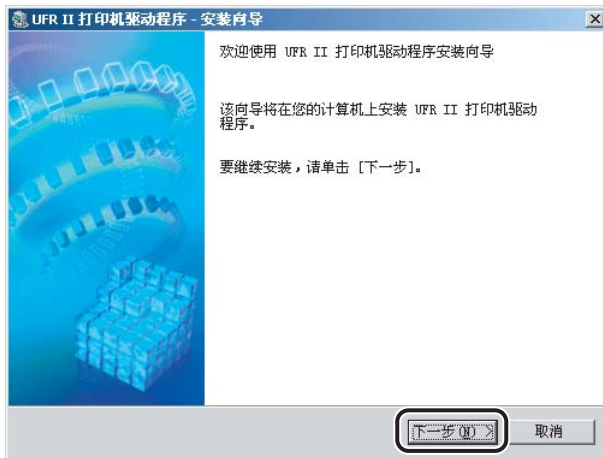 UFR II 打印机驱动程序 - 安装向导
欢迎使用 UFR II 打印机驱动程序安装向导
该向导将在您的计算机上安装 UFR II 打印机驱动
程序。
要继续安装，请单击 [下一步]。
下一步(N) >
取消